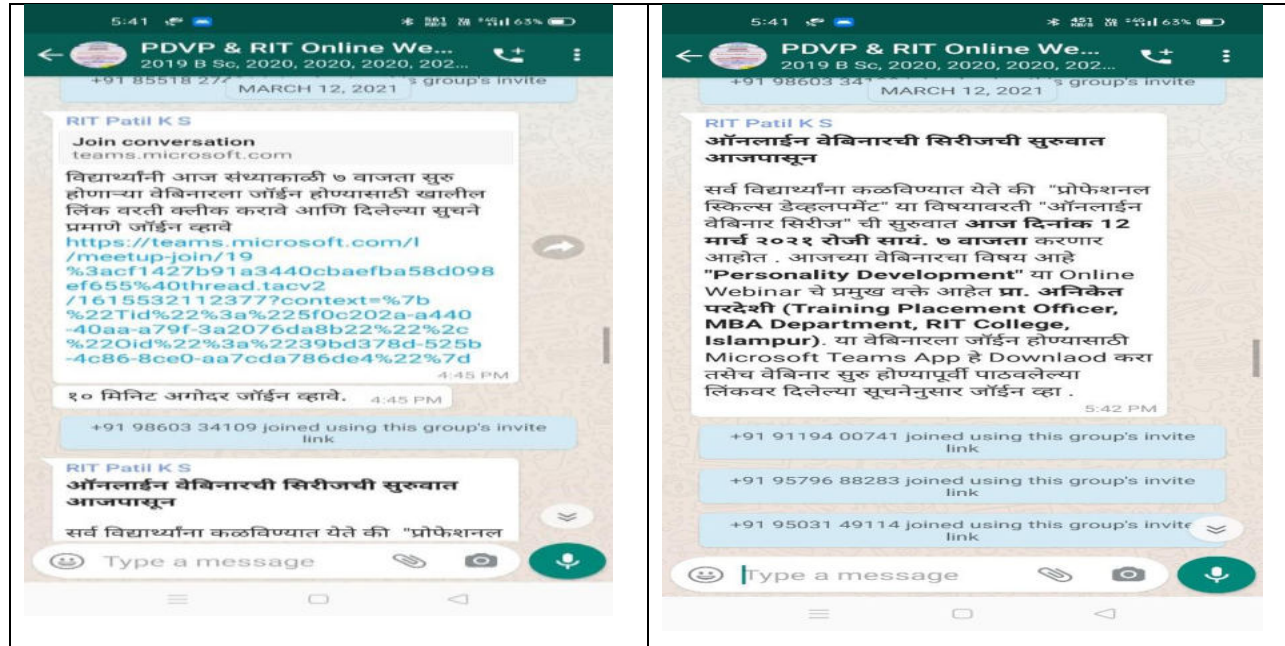 5:41 63%
PDVP & RIT Online We...
2019 B Sc, 2020, 2020, 2020, 202...
+91 85518 s group's invite
MARCH 12, 2021
RIT Patil K S
Join conversation
teams.microsoft.com
विद्यार्थ्यांनी आज संध्याकाळी ७ वाजता सुरु
होणाऱ्या वेबिनारला जॉईन होण्यासाठी खालील
लिंक वरती क्लीक करावे आणि दिलेल्या सुचने
प्रमाणे जॉईन व्हावे
https://teams.microsoft.com/l
/meetup-join/19
%3acf1427b91a3440cbaefba58d098
ef655%40thread.tacv2
/1615532112377?context=%7b
%22Tid%22%3a%225f0c202a-a440
-40aa-a79f-3a2076da8b22%22%2c
%22Oid%22%3a%2239bd378d-525b
-4c86-8ce0-aa7cda786de4%22%7d
4:45 PM
१० मिनिट अगोदर जॉईन व्हावे. 4:45 PM
+91 98603 34109 joined using this group's invite
link
RIT Patil K S
ऑनलाईन वेबिनारची सिरीजची सुरुवात
आजपासून
सर्व विद्यार्थ्यांना कळविण्यात येते की "प्रोफेशनल
Type a message
5:41 63%
PDVP & RIT Online We...
2019 B Sc, 2020, 2020, 2020, 202...
+91 98603 s group's invite
MARCH 12, 2021
RIT Patil K S
ऑनलाईन वेबिनारची सिरीजची सुरुवात
आजपासून
सर्व विद्यार्थ्यांना कळविण्यात येते की "प्रोफेशनल
स्किल्स डेव्हलपमेंट" या विषयावरती "ऑनलाईन
वेबिनार सिरीज" ची सुरुवात आज दिनांक 12
मार्च २०२१ रोजी सायं. ७ वाजता करणार
आहोत . आजच्या वेबिनारचा विषय आहे
"Personality Development" या Online
Webinar चे प्रमुख वक्ते आहेत प्रा. अनिकेत
परदेशी (Training Placement Officer,
MBA Department, RIT College,
Islampur). या वेबिनारला जॉईन होण्यासाठी
Microsoft Teams App हे Downlaod करा
तसेच वेबिनार सुरु होण्यापूर्वी पाठवलेल्या
लिंकवर दिलेल्या सूचनेनुसार जॉईन व्हा .
5:42 PM
+91 91194 00741 joined using this group's invite
link
+91 95796 88283 joined using this group's invite
link
+91 95031 49114 joined using this group's invite
link
Type a message